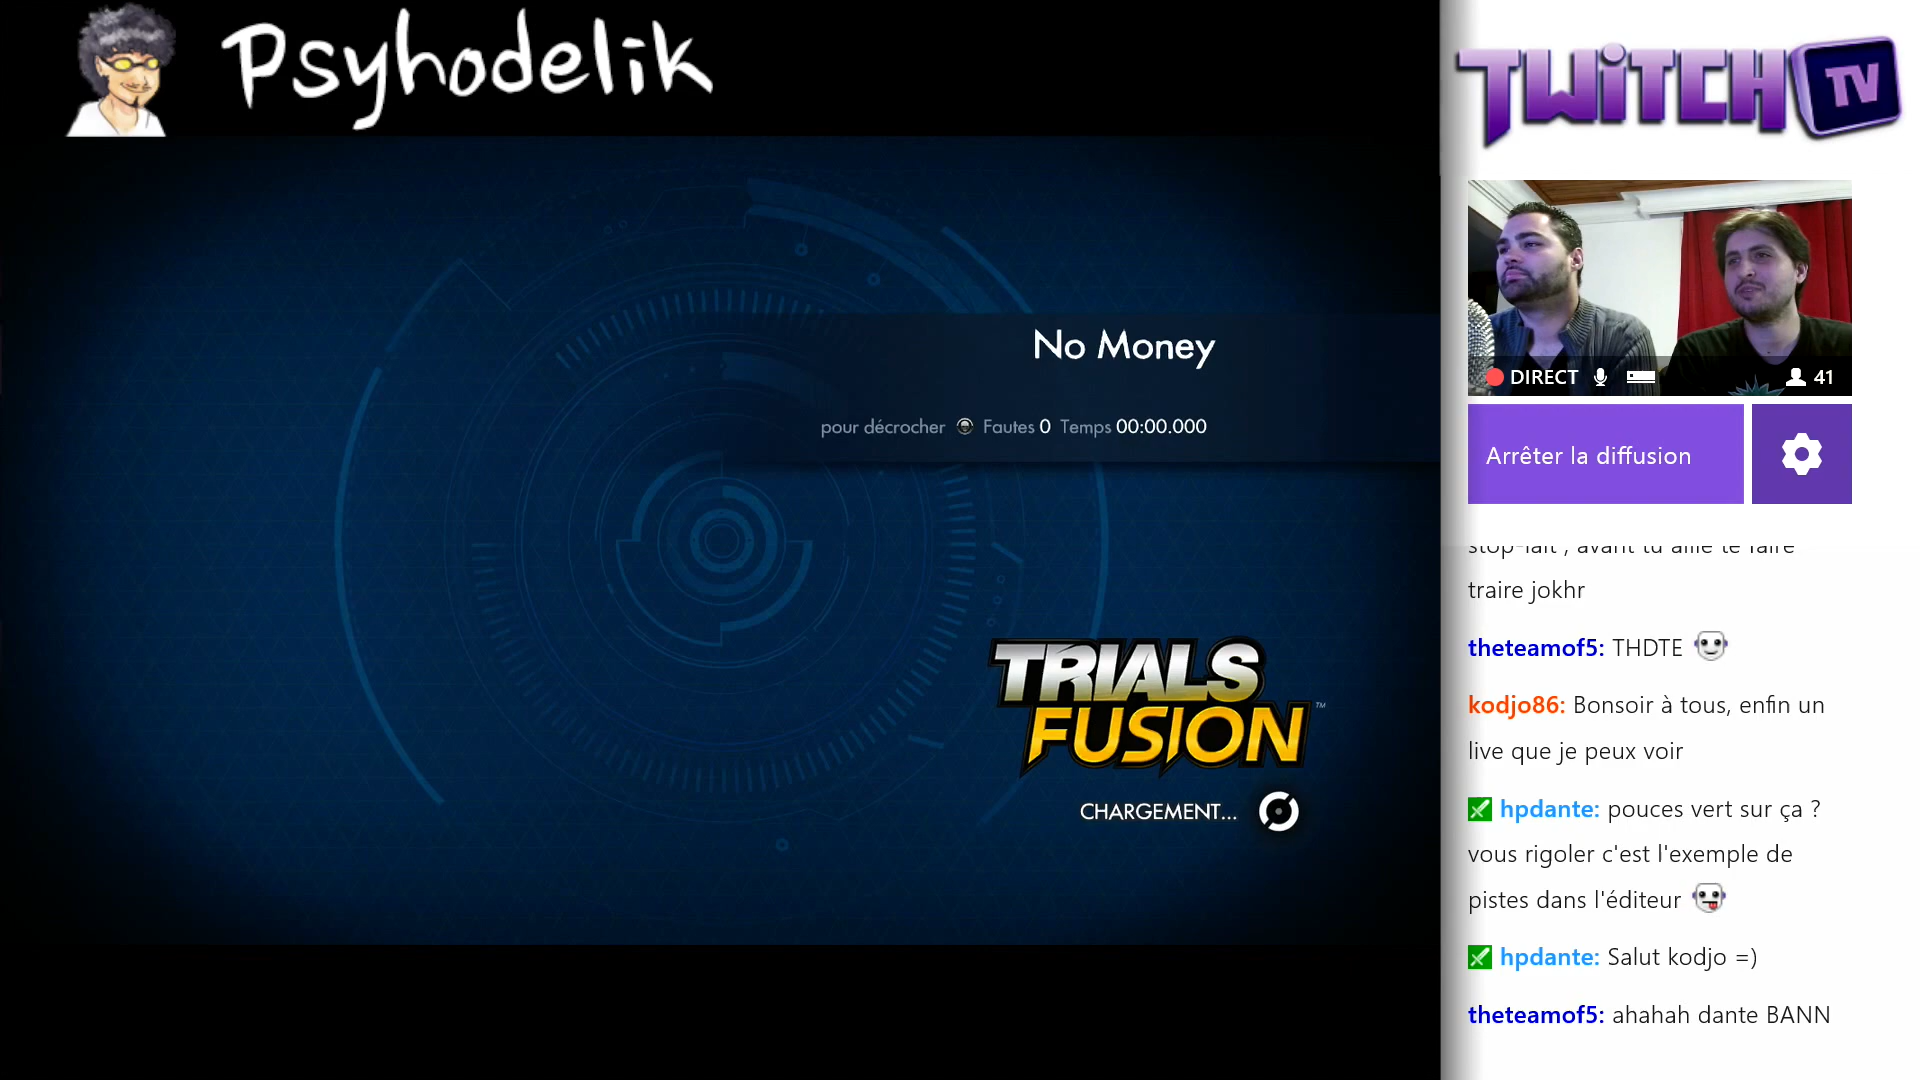 Psyhodelik
TWITCH TV
No Money
pour décrocher Fautes 0 Temps 00:00.000
TRIALS
FUSION
™
CHARGEMENT...
DIRECT 41
Arrêter la diffusion
traire jokhr
theteamof5: THDTE
kodjo86: Bonsoir à tous, enfin un
live que je peux voir
hpdante: pouces vert sur ça ?
vous rigoler c'est l'exemple de
pistes dans l'éditeur
hpdante: Salut kodjo =)
theteamof5: ahahah dante BANN